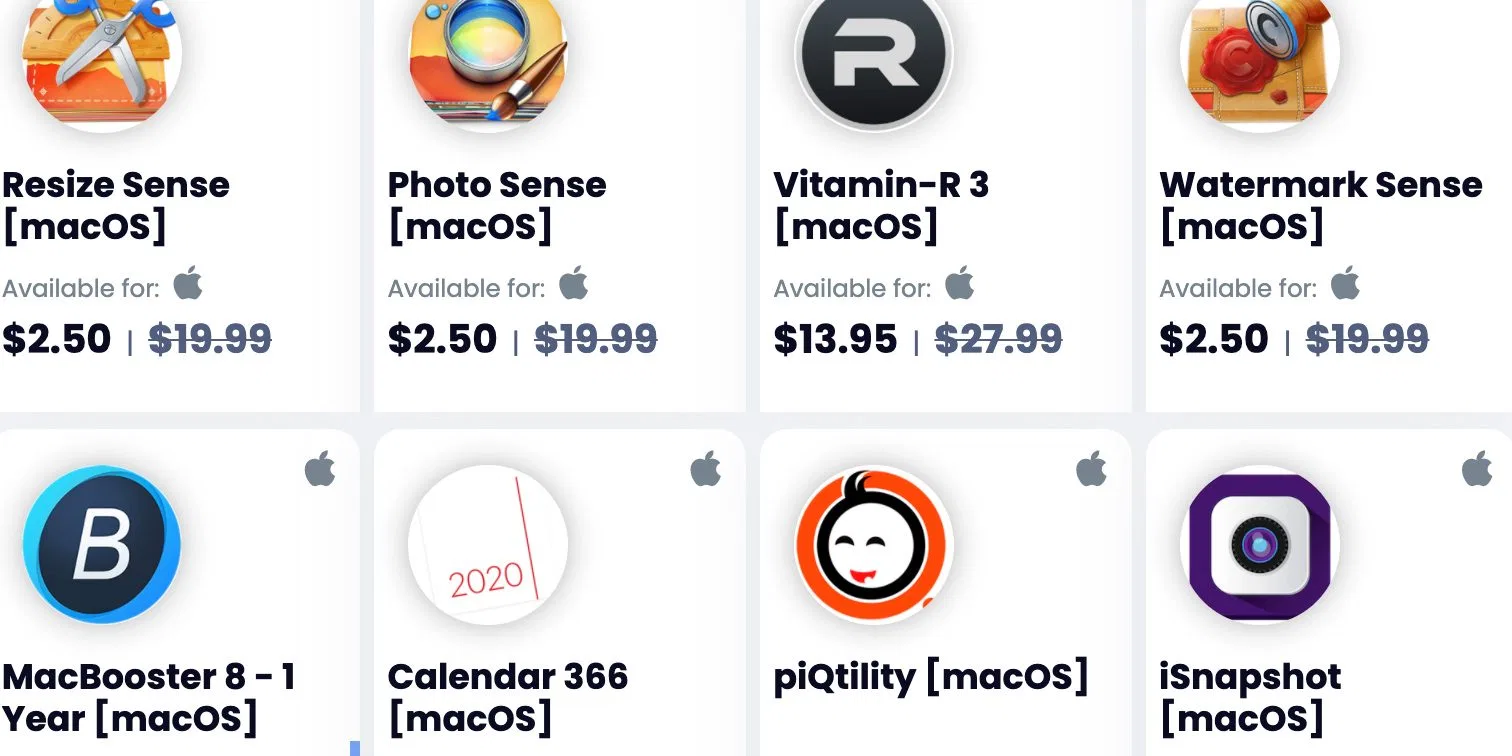 Resize Sense
[macOS]
Available for:
$2.50 | $19.99
Photo Sense
[macOS]
Available for:
$2.50 | $19.99
R
Vitamin-R 3
[macOS]
Available for:
$13.95 | $27.99
C
C
Watermark Sense
[macOS]
Available for:
$2.50 | $19.99
B
MacBooster 8 - 1
Year [macOS]
2020
Calendar 366
[macOS]
piQtility [macOS]
iSnapshot
[macOS]